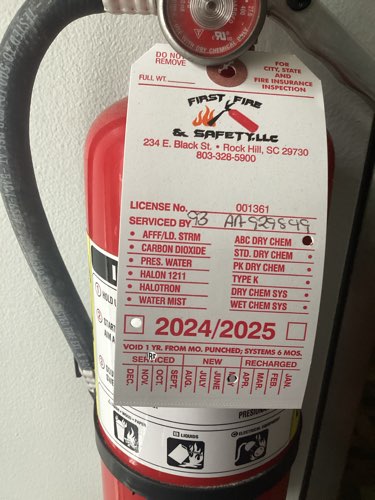 DO NOT
REMOVE
FOR
CITY, STATE
AND
FIRE INSURANCE
INSPECTION
FULL WT.
FIRST FIRE
& SAFETY,LLC
234 E. Black St. • Rock Hill, SC 29730
803-328-5900
LICENSE No. 001361
SERVICED BY
• AFFF/LD. STRM ABC DRY CHEM
• CARBON DIOXIDE STD. DRY CHEM •
• PRES. WATER PK DRY CHEM •
• HALON 1211 TYPE K •
• HALOTRON DRY CHEM SYS •
• WATER MIST WET CHEM SYS •
2024/2025
VOID 1 YR. FROM MO. PUNCHED; SYSTEMS 6 MOS.
SERVICED NEW RECHARGED
DEC. NOV. OCT. SEPT. AUG. JULY JUNE MAY APR. MAR. FEB. JAN.
LIQUIDS
ELECTRICAL EQUIPMENT